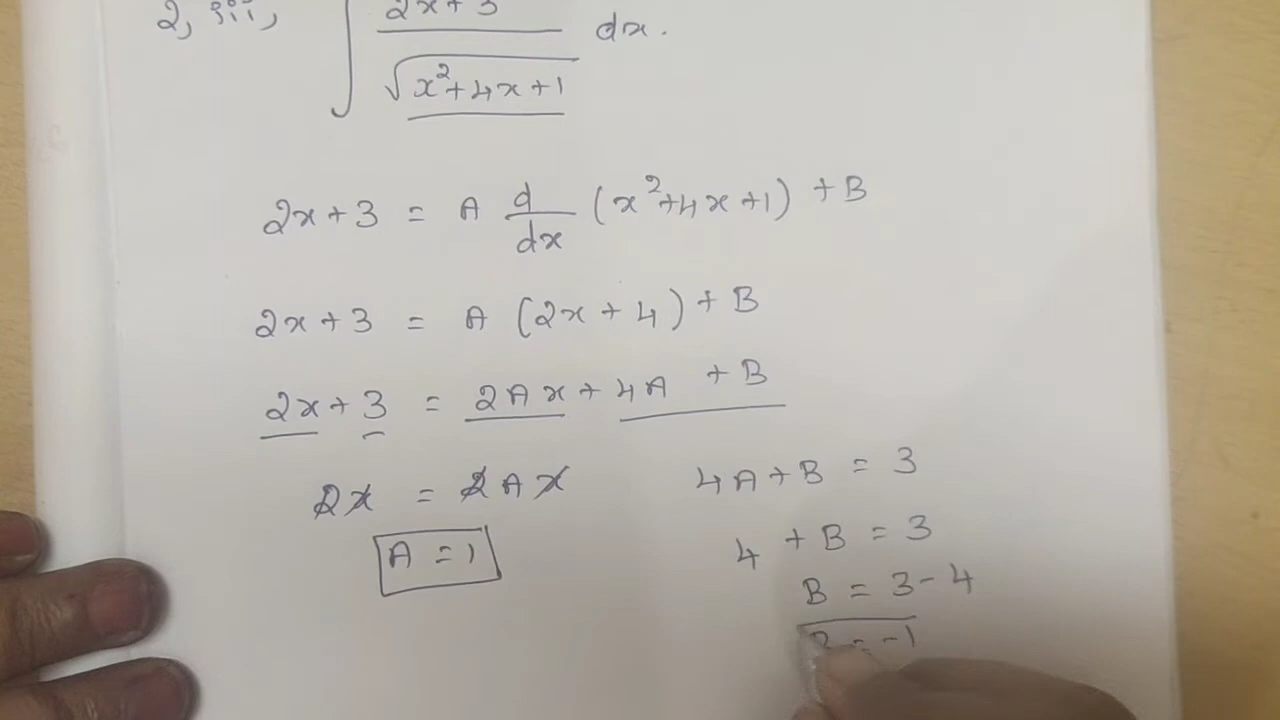 2, iii, ∫ (2x+3)/√(x²+4x+1) dx.
2x+3 = A d/dx (x²+4x+1) + B
2x+3 = A (2x+4) + B
2x+3 = 2Ax + 4A + B
2x = 2Ax
4A+B = 3
A = 1
4 + B = 3
B = 3-4
B = -1